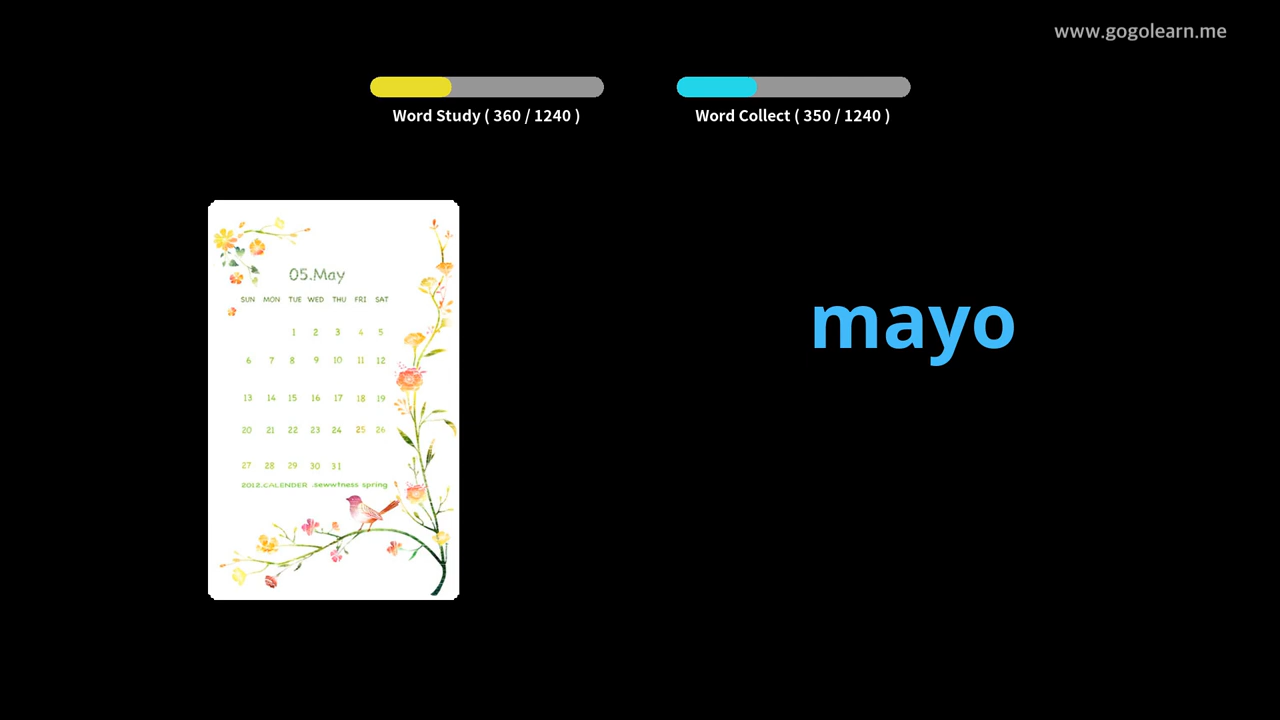 www.gogolearn.me
Word Study ( 360 / 1240 )
Word Collect ( 350 / 1240 )
05.May
SUN MON TUE WED THU FRI SAT
1 2 3 4 5
6 7 8 9 10 11 12
13 14 15 16 17 18 19
20 21 22 23 24 25 26
27 28 29 30 31
2012.CALENDER .sewwtness spring
mayo